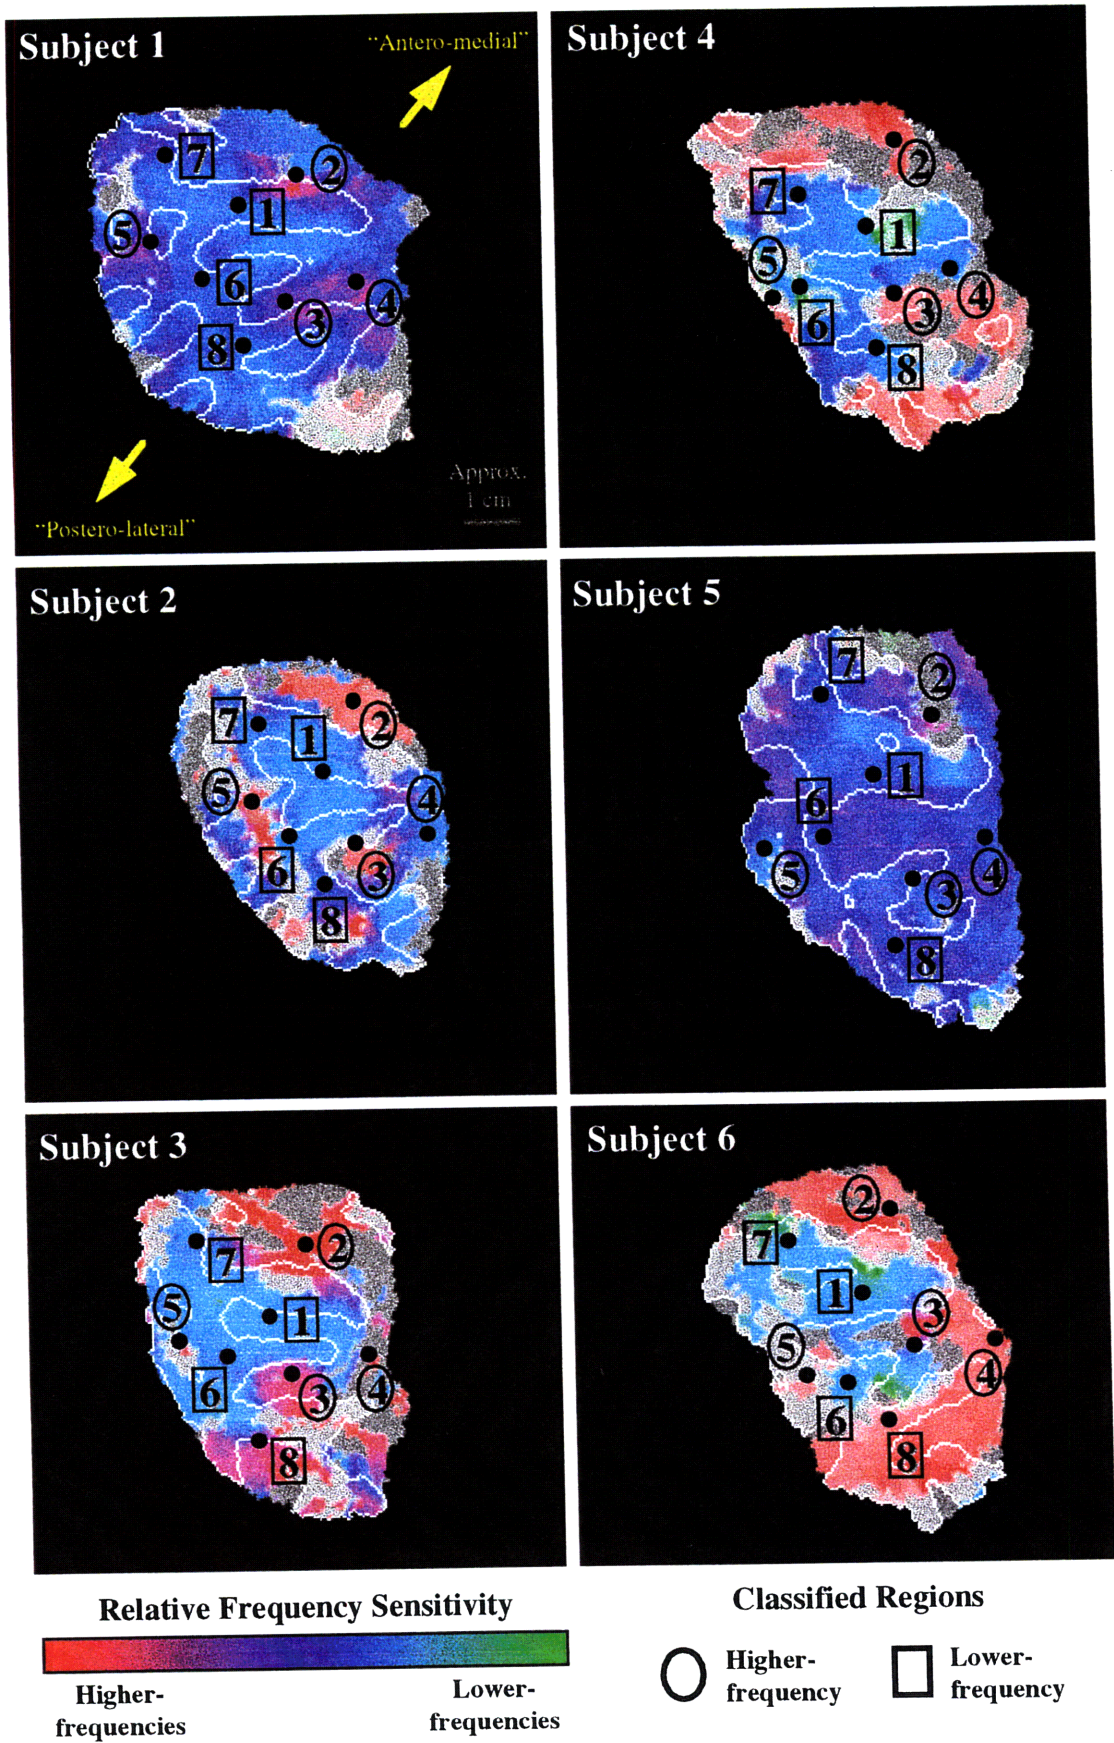 Subject 1
"Antero-medial"
7
2
1
5
6
4
3
8
Approx.
1 cm
"Postero-lateral"
Subject 4
2
7
1
5
4
3
6
8
Subject 2
7
1
2
5
4
6
3
8
Subject 5
7
2
1
6
5
4
3
8
Subject 3
2
7
5
1
6
3
4
8
Subject 6
2
7
1
3
5
4
6
8
Relative Frequency Sensitivity
Higher-
frequencies
Lower-
frequencies
Classified Regions
Higher-
frequency
Lower-
frequency